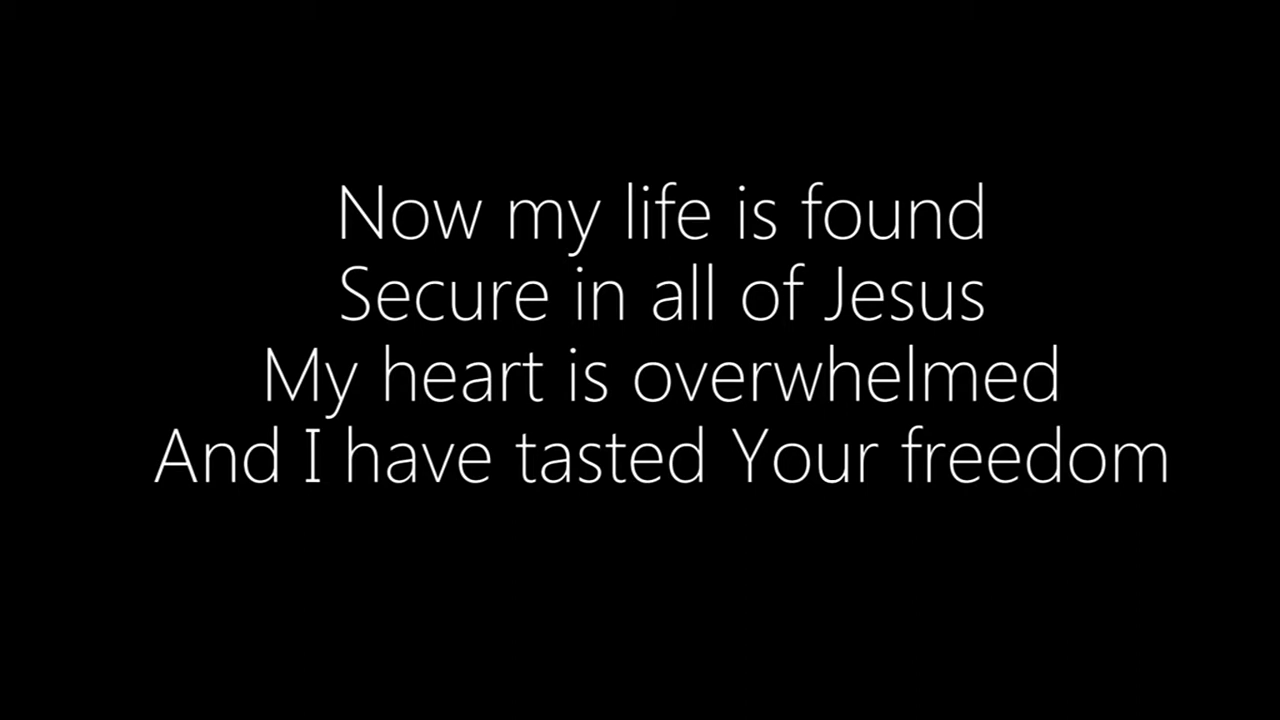 Now my life is found
Secure in all of Jesus
My heart is overwhelmed
And I have tasted Your freedom